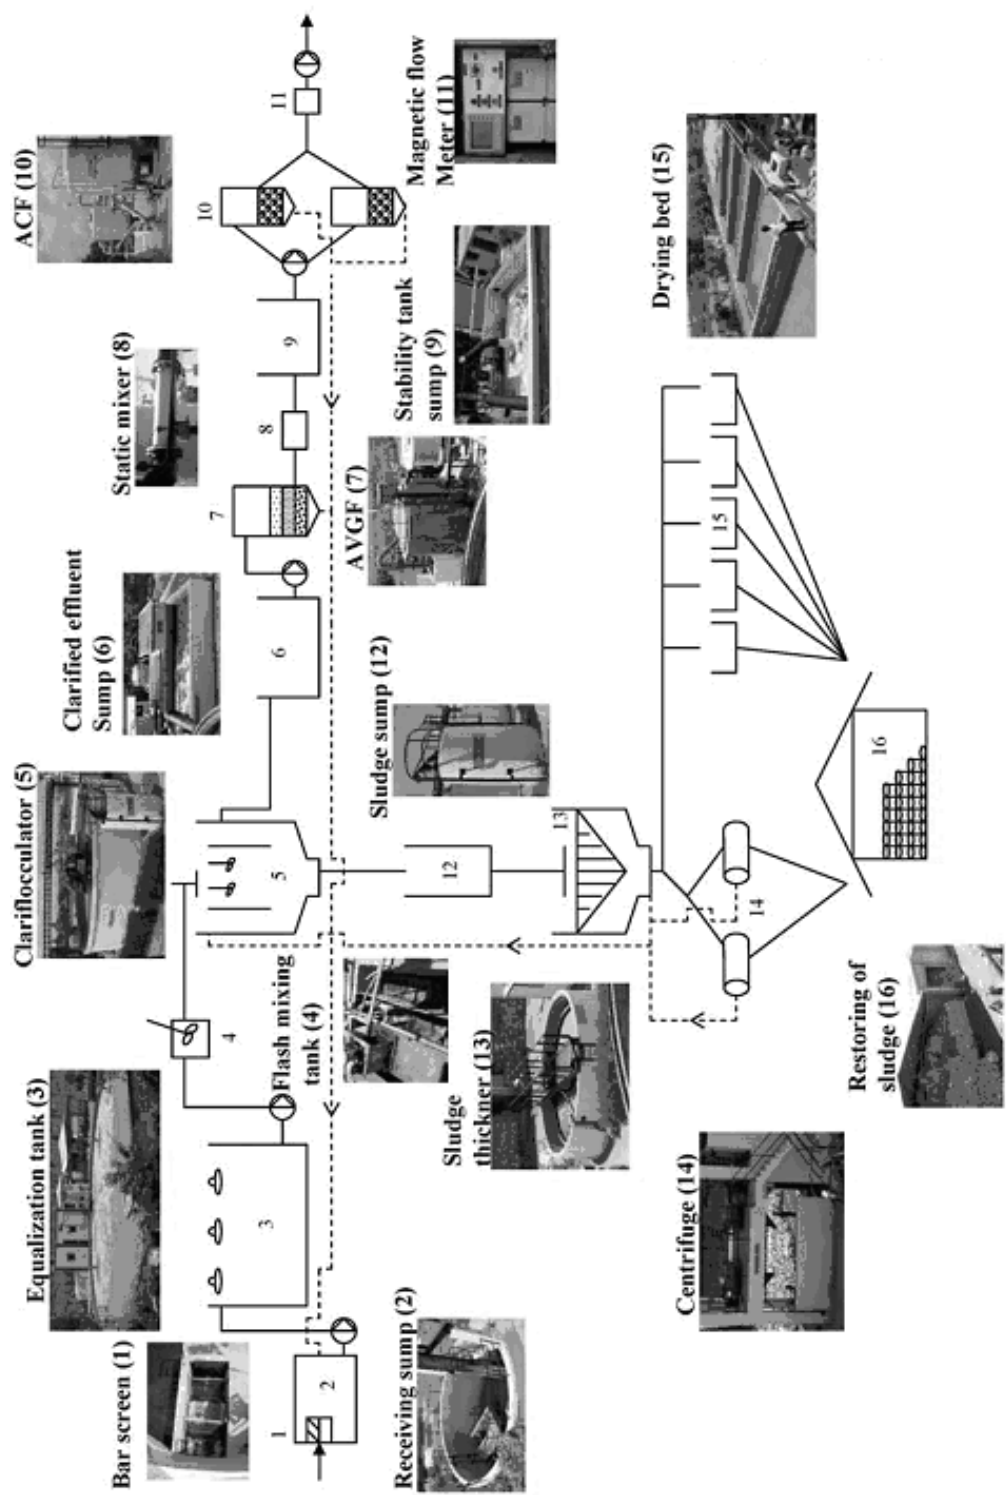 Bar screen (1)
Equalization tank (3)
Clariflocculator (5)
Clarified effluent
Sump (6)
Static mixer (8)
ACF (10)
1
2
3
4
5
6
7
8
9
10
11
Receiving sump (2)
Flash mixing
tank (4)
Sludge sump (12)
AVGF (7)
Stability tank
sump (9)
Magnetic flow
Meter (11)
12
13
14
15
16
Sludge
thickner (13)
Drying bed (15)
Centrifuge (14)
Restoring of
sludge (16)